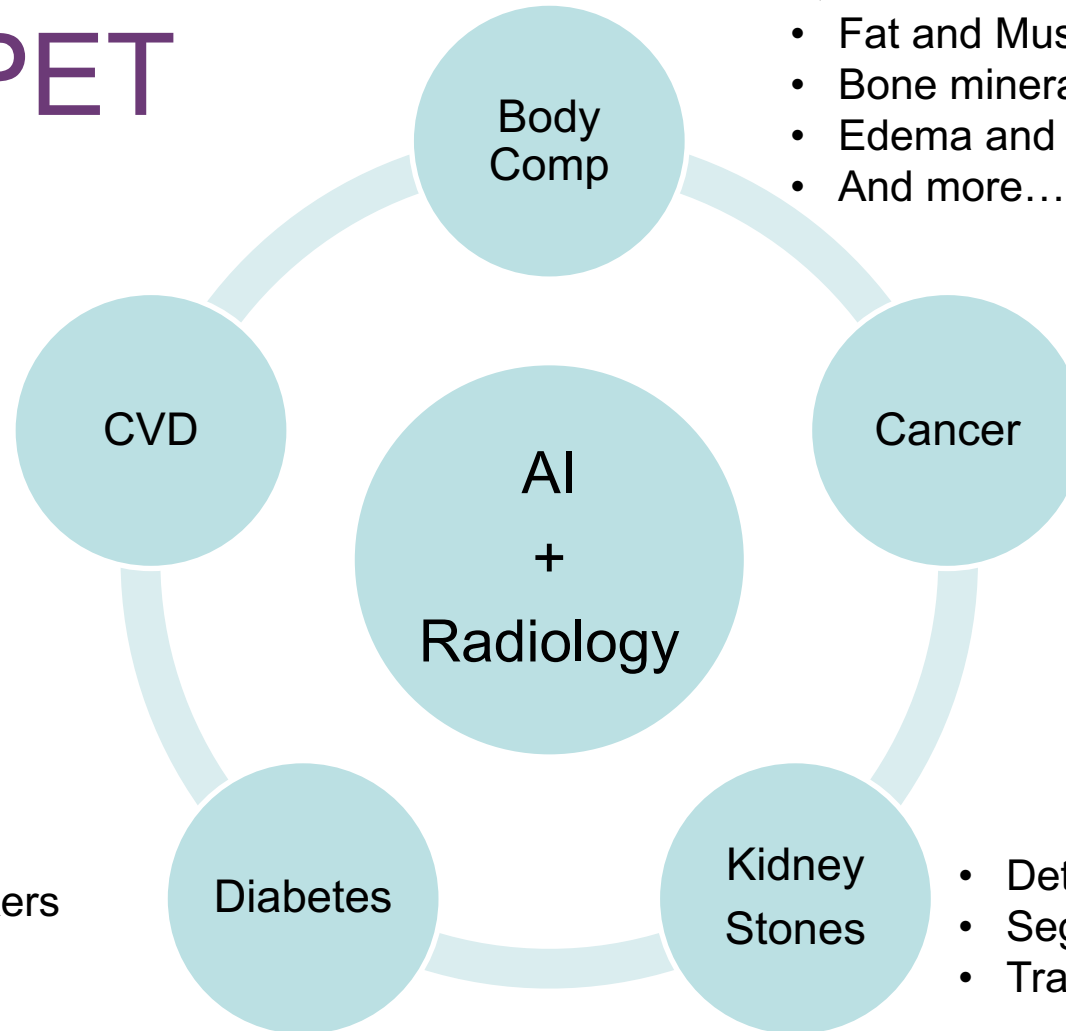 PET
• Fat and Mus
• Bone minera
• Edema and
• And more…
Body
Comp
CVD
Cancer
AI
+
Radiology
ers
Diabetes
Kidney
Stones
• Det
• Seg
• Tra